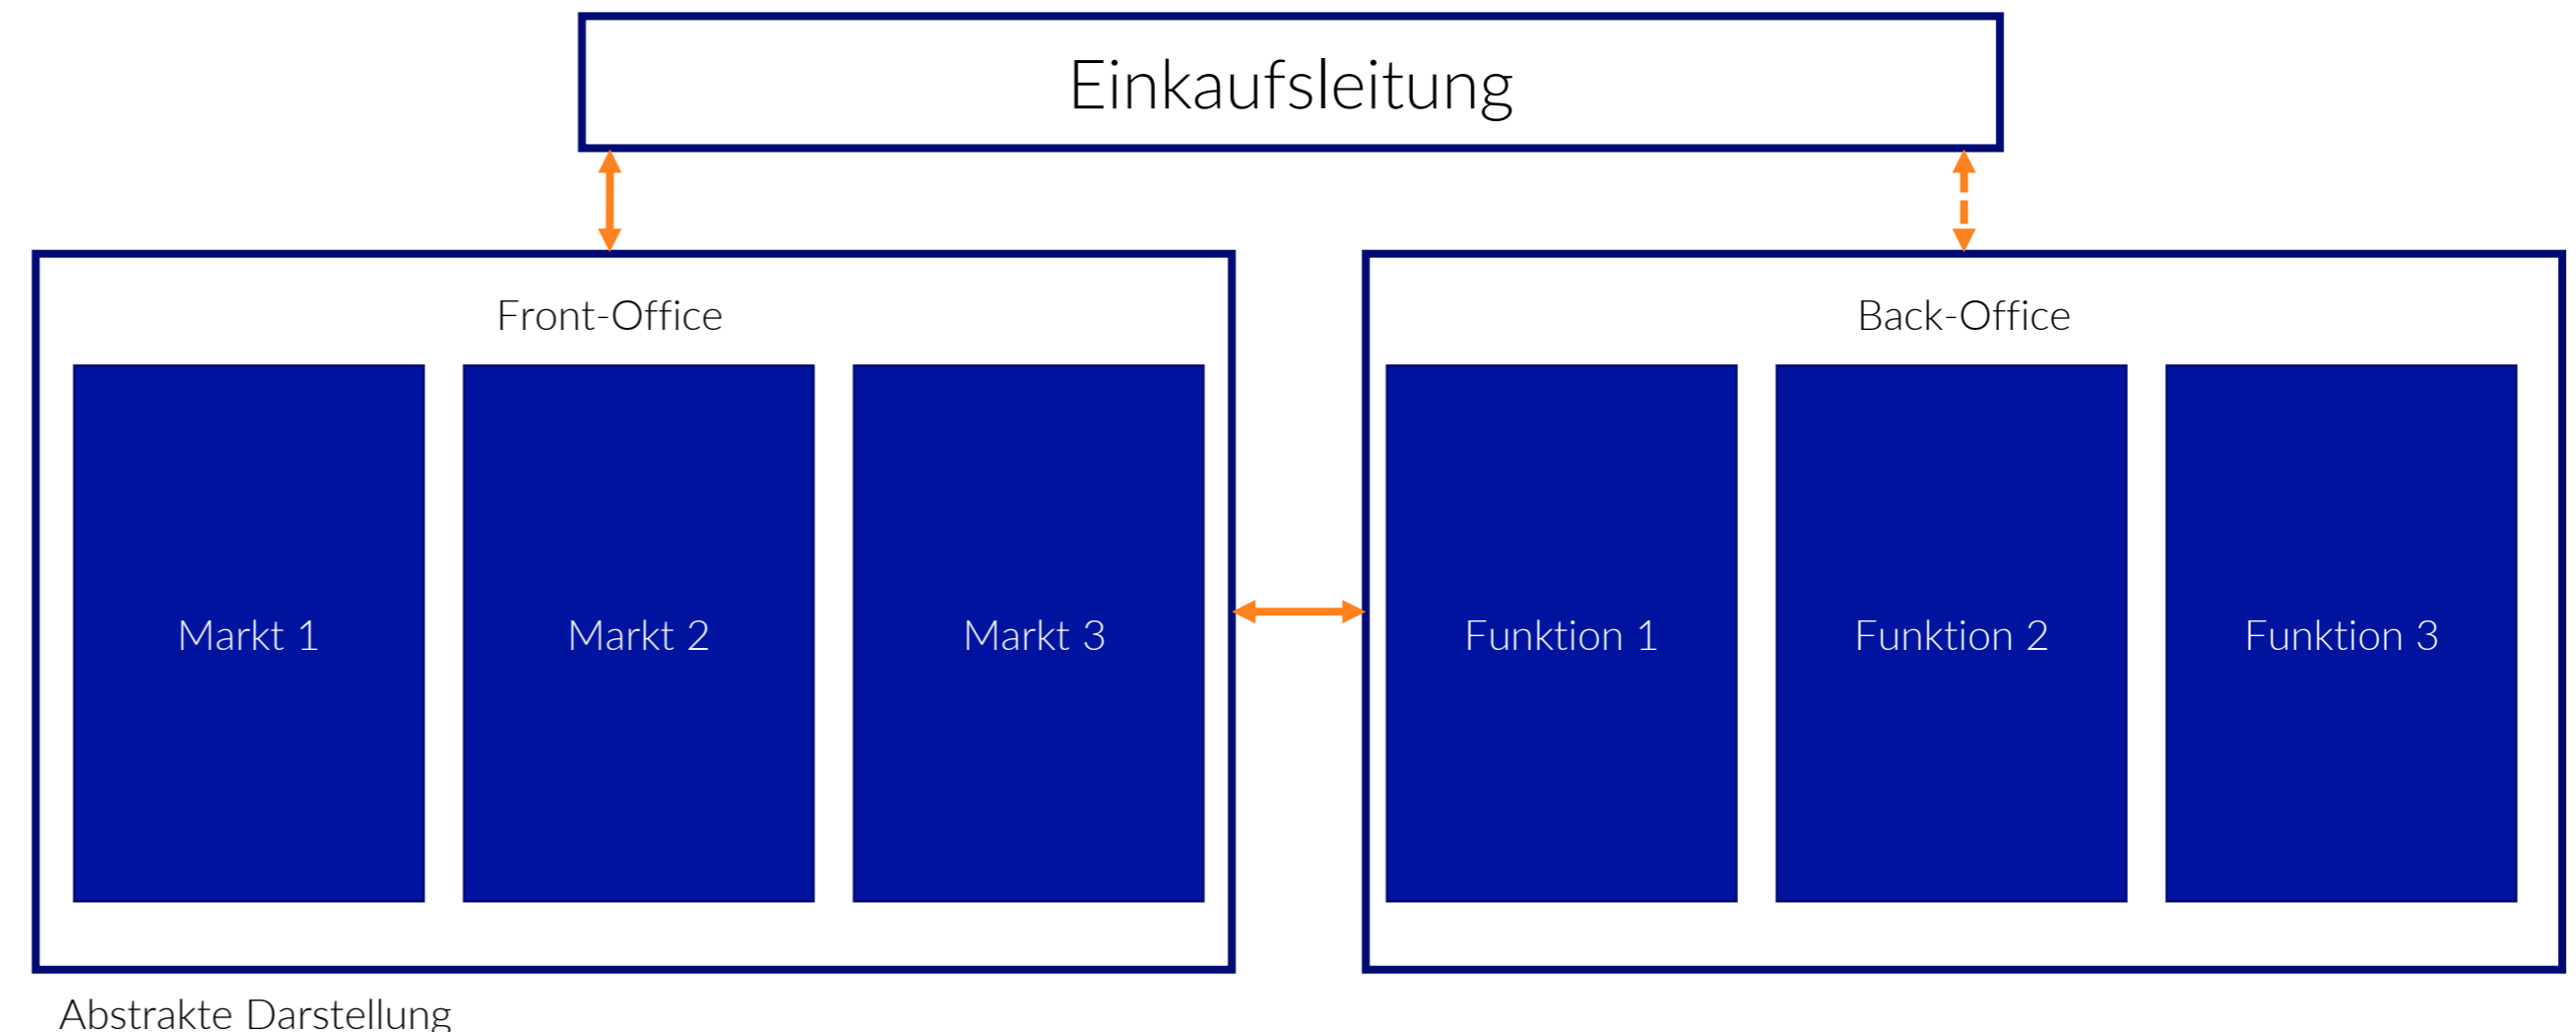 Einkaufsleitung
Front-Office
Back-Office
Markt 1
Markt 2
Markt 3
Funktion 1
Funktion 2
Funktion 3
Abstrakte Darstellung